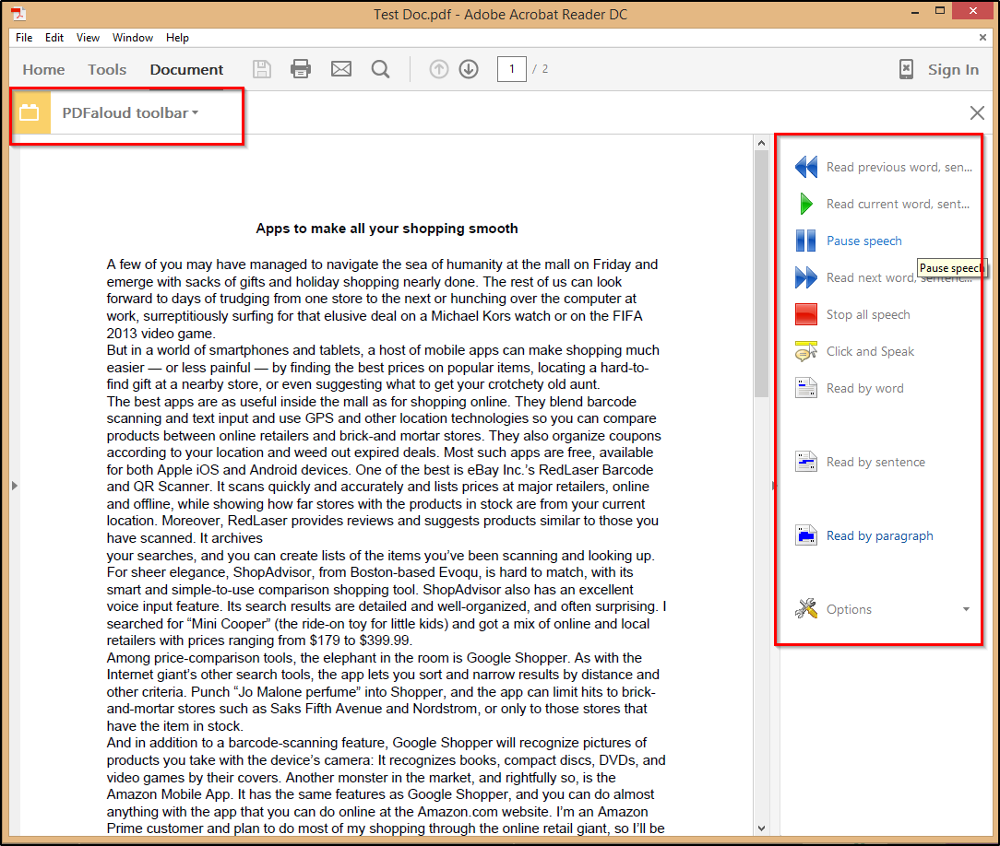 Test Doc.pdf - Adobe Acrobat Reader DC
File Edit View Window Help
Home Tools Document 1 / 2 Sign In
PDFaloud toolbar
Apps to make all your shopping smooth
A few of you may have managed to navigate the sea of humanity at the mall on Friday and
emerge with sacks of gifts and holiday shopping nearly done. The rest of us can look
forward to days of trudging from one store to the next or hunching over the computer at
work, surreptitiously surfing for that elusive deal on a Michael Kors watch or on the FIFA
2013 video game.
But in a world of smartphones and tablets, a host of mobile apps can make shopping much
easier — or less painful — by finding the best prices on popular items, locating a hard-to-
find gift at a nearby store, or even suggesting what to get your crotchety old aunt.
The best apps are as useful inside the mall as for shopping online. They blend barcode
scanning and text input and use GPS and other location technologies so you can compare
products between online retailers and brick-and mortar stores. They also organize coupons
according to your location and weed out expired deals. Most such apps are free, available
for both Apple iOS and Android devices. One of the best is eBay Inc.’s RedLaser Barcode
and QR Scanner. It scans quickly and accurately and lists prices at major retailers, online
and offline, while showing how far stores with the products in stock are from your current
location. Moreover, RedLaser provides reviews and suggests products similar to those you
have scanned. It archives
your searches, and you can create lists of the items you’ve been scanning and looking up.
For sheer elegance, ShopAdvisor, from Boston-based Evoqu, is hard to match, with its
smart and simple-to-use comparison shopping tool. ShopAdvisor also has an excellent
voice input feature. Its search results are detailed and well-organized, and often surprising. I
searched for “Mini Cooper” (the ride-on toy for little kids) and got a mix of online and local
retailers with prices ranging from $179 to $399.99.
Among price-comparison tools, the elephant in the room is Google Shopper. As with the
Internet giant’s other search tools, the app lets you sort and narrow results by distance and
other criteria. Punch “Jo Malone perfume” into Shopper, and the app can limit hits to brick-
and-mortar stores such as Saks Fifth Avenue and Nordstrom, or only to those stores that
have the item in stock.
And in addition to a barcode-scanning feature, Google Shopper will recognize pictures of
products you take with the device’s camera: It recognizes books, compact discs, DVDs, and
video games by their covers. Another monster in the market, and rightfully so, is the
Amazon Mobile App. It has the same features as Google Shopper, and you can do almost
anything with the app that you can do online at the Amazon.com website. I’m an Amazon
Prime customer and plan to do most of my shopping through the online retail giant, so I’ll be
Read previous word, sen...
Read current word, sent...
Pause speech
Pause speech
Read next word, sentenc...
Stop all speech
Click and Speak
Read by word
Read by sentence
Read by paragraph
Options